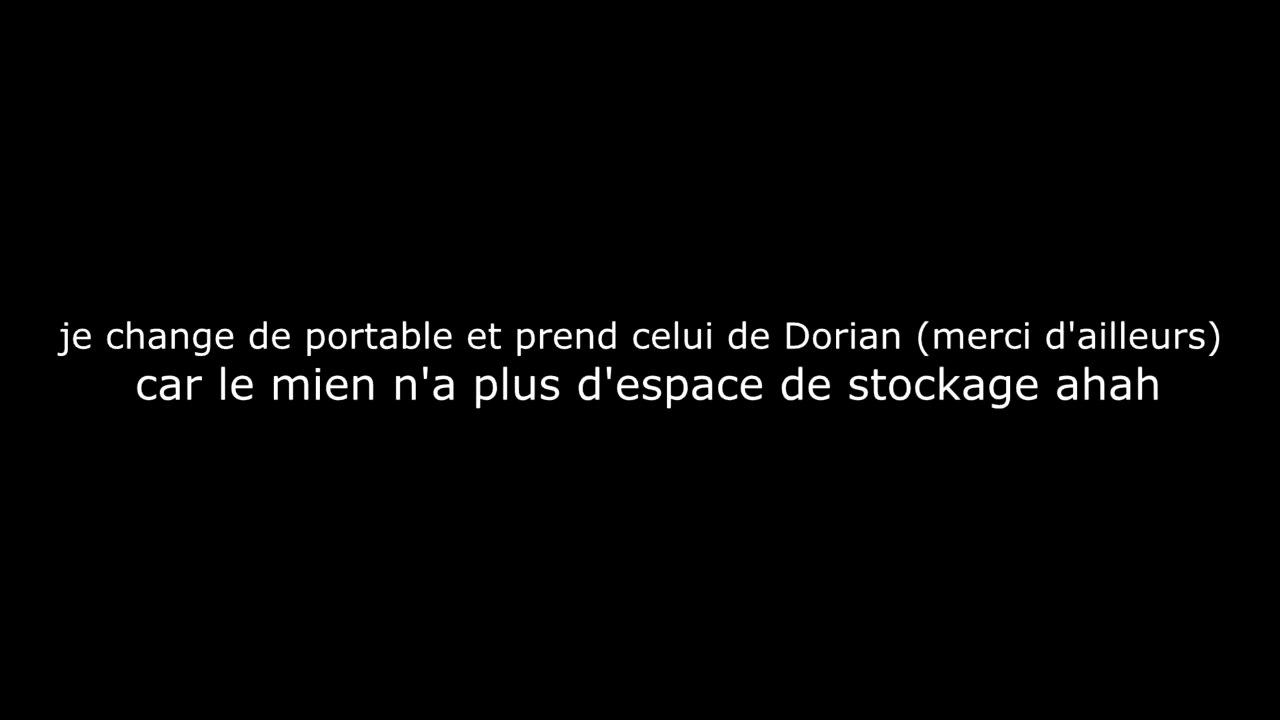 je change de portable et prend celui de Dorian (merci d'ailleurs)
car le mien n'a plus d'espace de stockage ahah